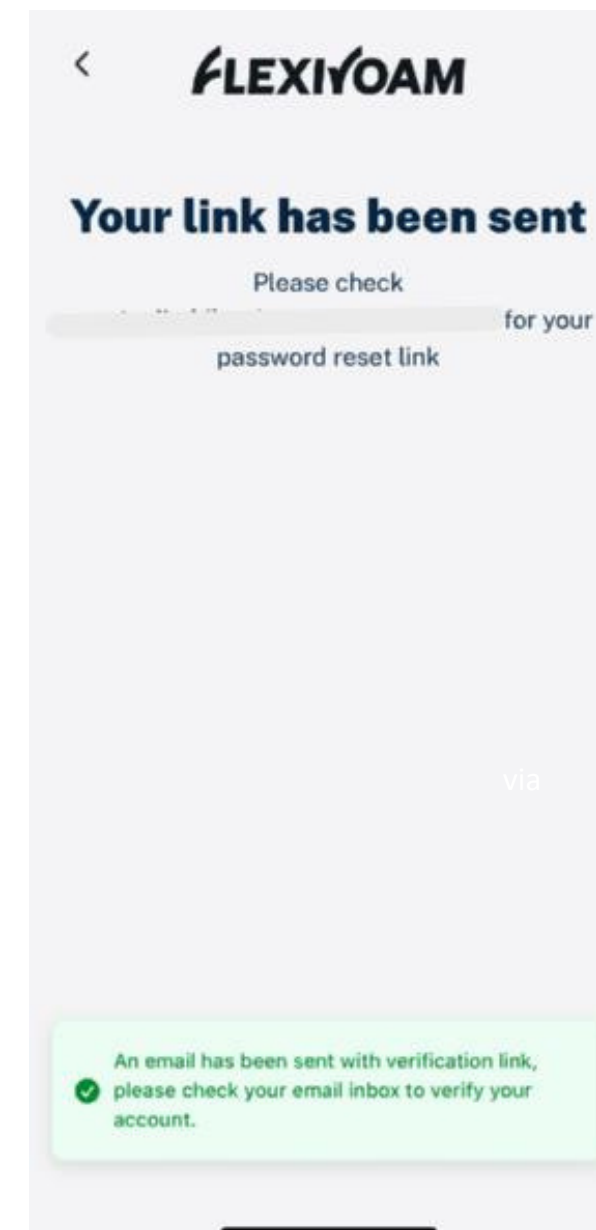 FLEXIROAM
Your link has been sent
Please check
for your
password reset link
via
An email has been sent with verification link,
please check your email inbox to verify your
account.